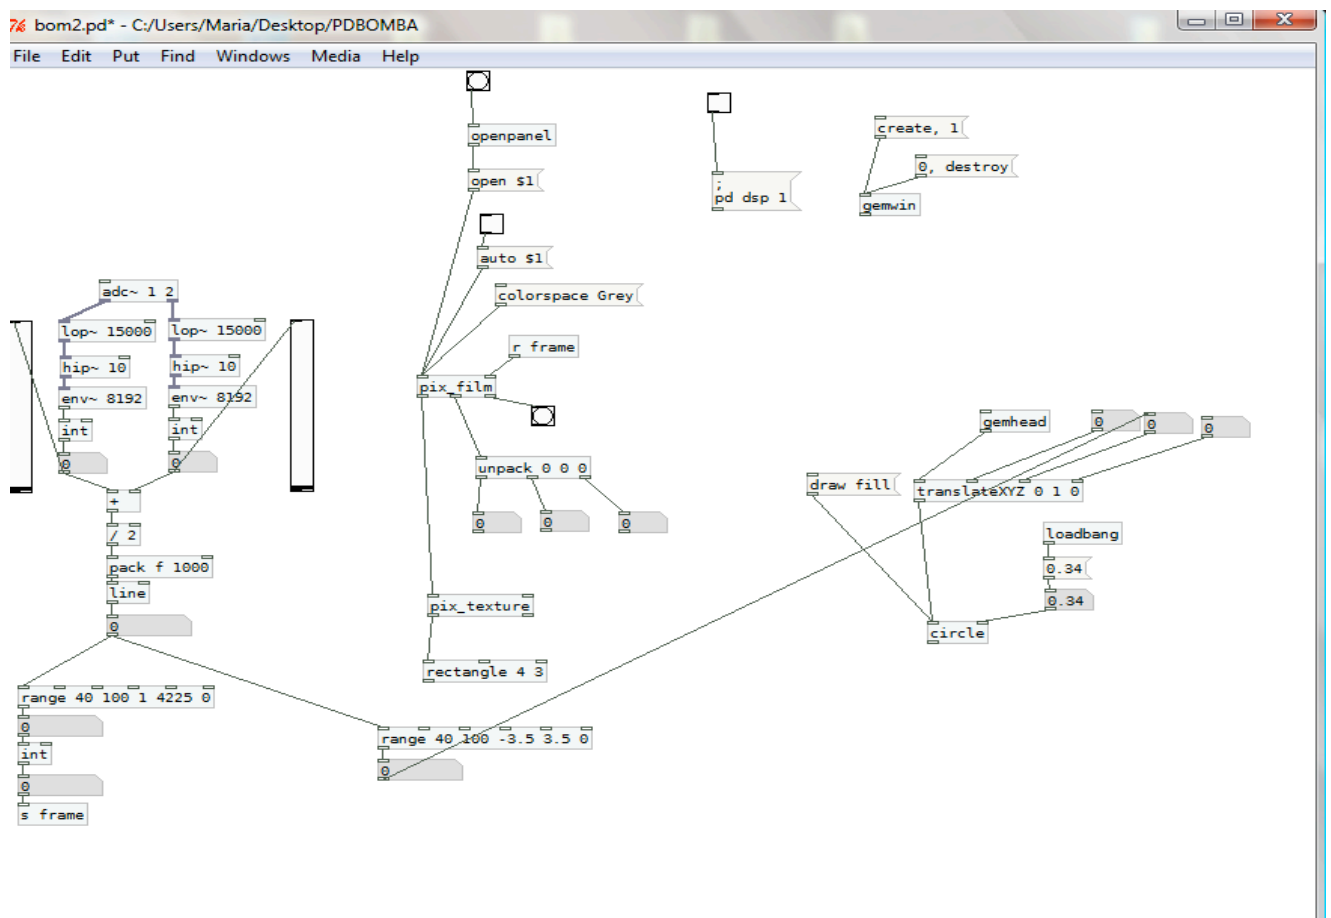 bom2.pd* - C:/Users/Maria/Desktop/PDBOMBA
File Edit Put Find Windows Media Help
openpanel
open $1
auto $1
colorspace Grey
r frame
pix_film
unpack 0 0 0
0
0
0
pix_texture
rectangle 4 3
;
pd dsp 1
create, 1
0, destroy
gemwin
adc~ 1 2
lop~ 15000
lop~ 15000
hip~ 10
hip~ 10
env~ 8192
env~ 8192
int
int
0
0
+
/ 2
pack f 1000
line
0
range 40 100 1 4225 0
0
int
0
s frame
range 40 100 -3.5 3.5 0
0
gemhead
0
0
0
draw fill
translateXYZ 0 1 0
loadbang
0.34
0.34
circle